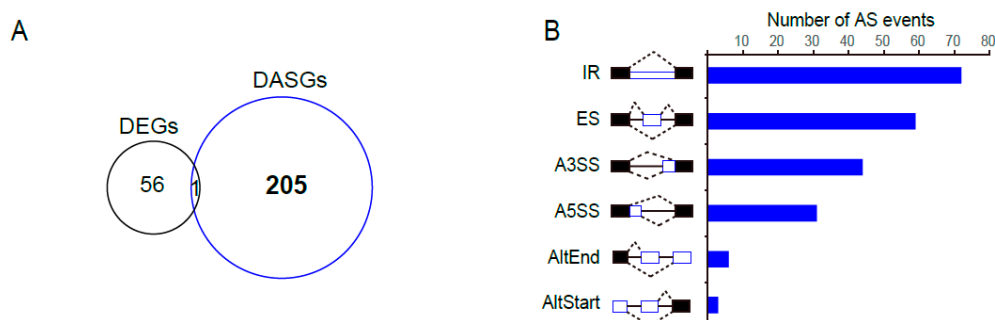 A
DASGs
DEGs
56
1
205
B
Number of AS events
10 20 30 40 50 60 70 80
IR
ES
A3SS
A5SS
AltEnd
AltStart